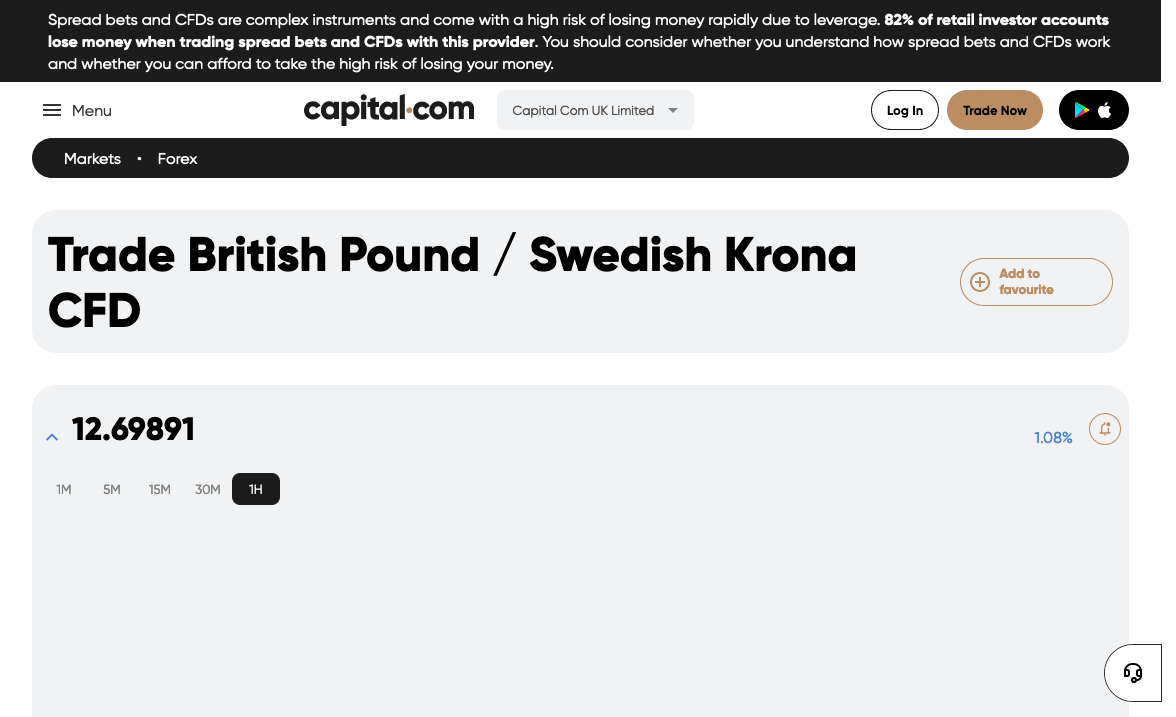 Spread bets and CFDs are complex instruments and come with a high risk of losing money rapidly due to leverage. 82% of retail investor accounts
lose money when trading spread bets and CFDs with this provider. You should consider whether you understand how spread bets and CFDs work
and whether you can afford to take the high risk of losing your money.
Menu
capital.com
Capital Com UK Limited
Log In
Trade Now
Markets • Forex
Trade British Pound / Swedish Krona
CFD
Add to
favourite
12.69891
1.08%
1M 5M 15M 30M 1H